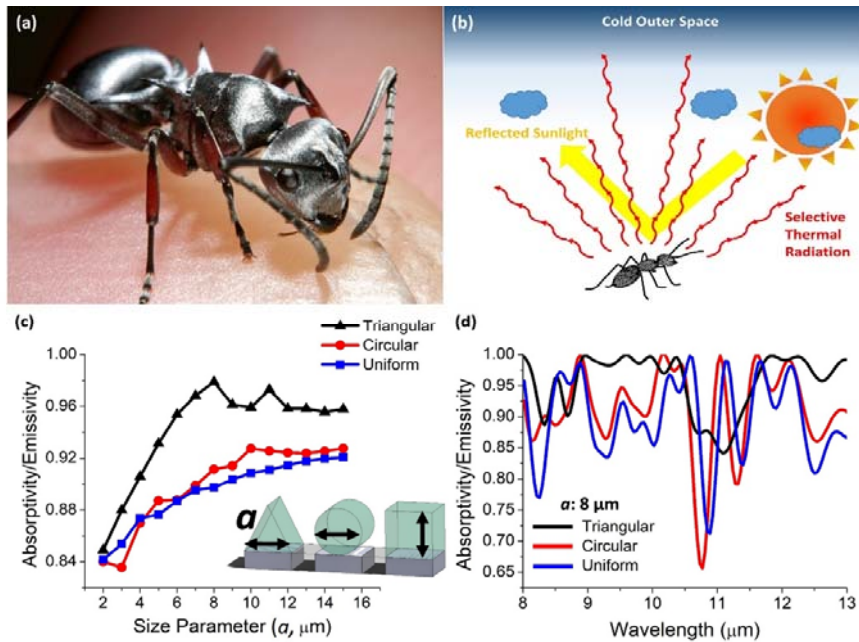 (a)
(b)
Cold Outer Space
Reflected Sunlight
Selective
Thermal
Radiation
(c)
Triangular
Circular
Uniform
1.00
0.96
0.92
0.88
0.84
Absorptivity/Emissivity
a
2 4 6 8 10 12 14 16
Size Parameter (a, μm)
(d)
1.00
0.95
0.90
0.85
0.80
0.75
0.70
0.65
Absorptivity/Emissivity
a: 8 μm
Triangular
Circular
Uniform
8 9 10 11 12 13
Wavelength (μm)